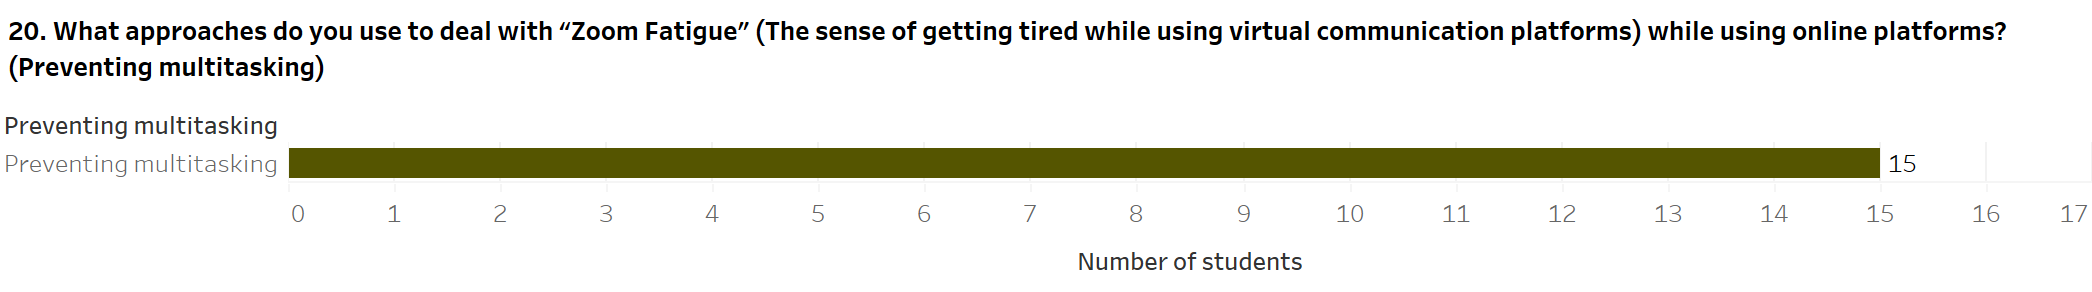 20. What approaches do you use to deal with “Zoom Fatigue” (The sense of getting tired while using virtual communication platforms) while using online platforms?
(Preventing multitasking)
Preventing multitasking
Preventing multitasking 15
0 1 2 3 4 5 6 7 8 9 10 11 12 13 14 15 16 17
Number of students